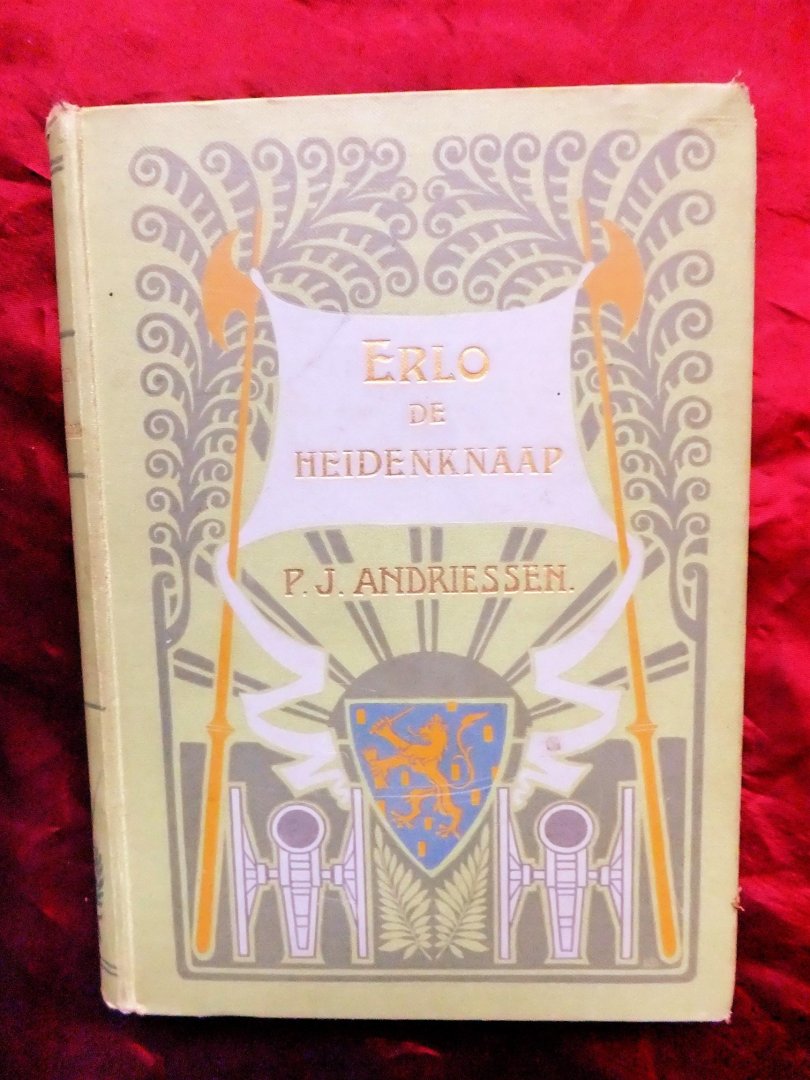 ERLO
DE
HEIDENKNAAP
P. J. ANDRIESSEN.